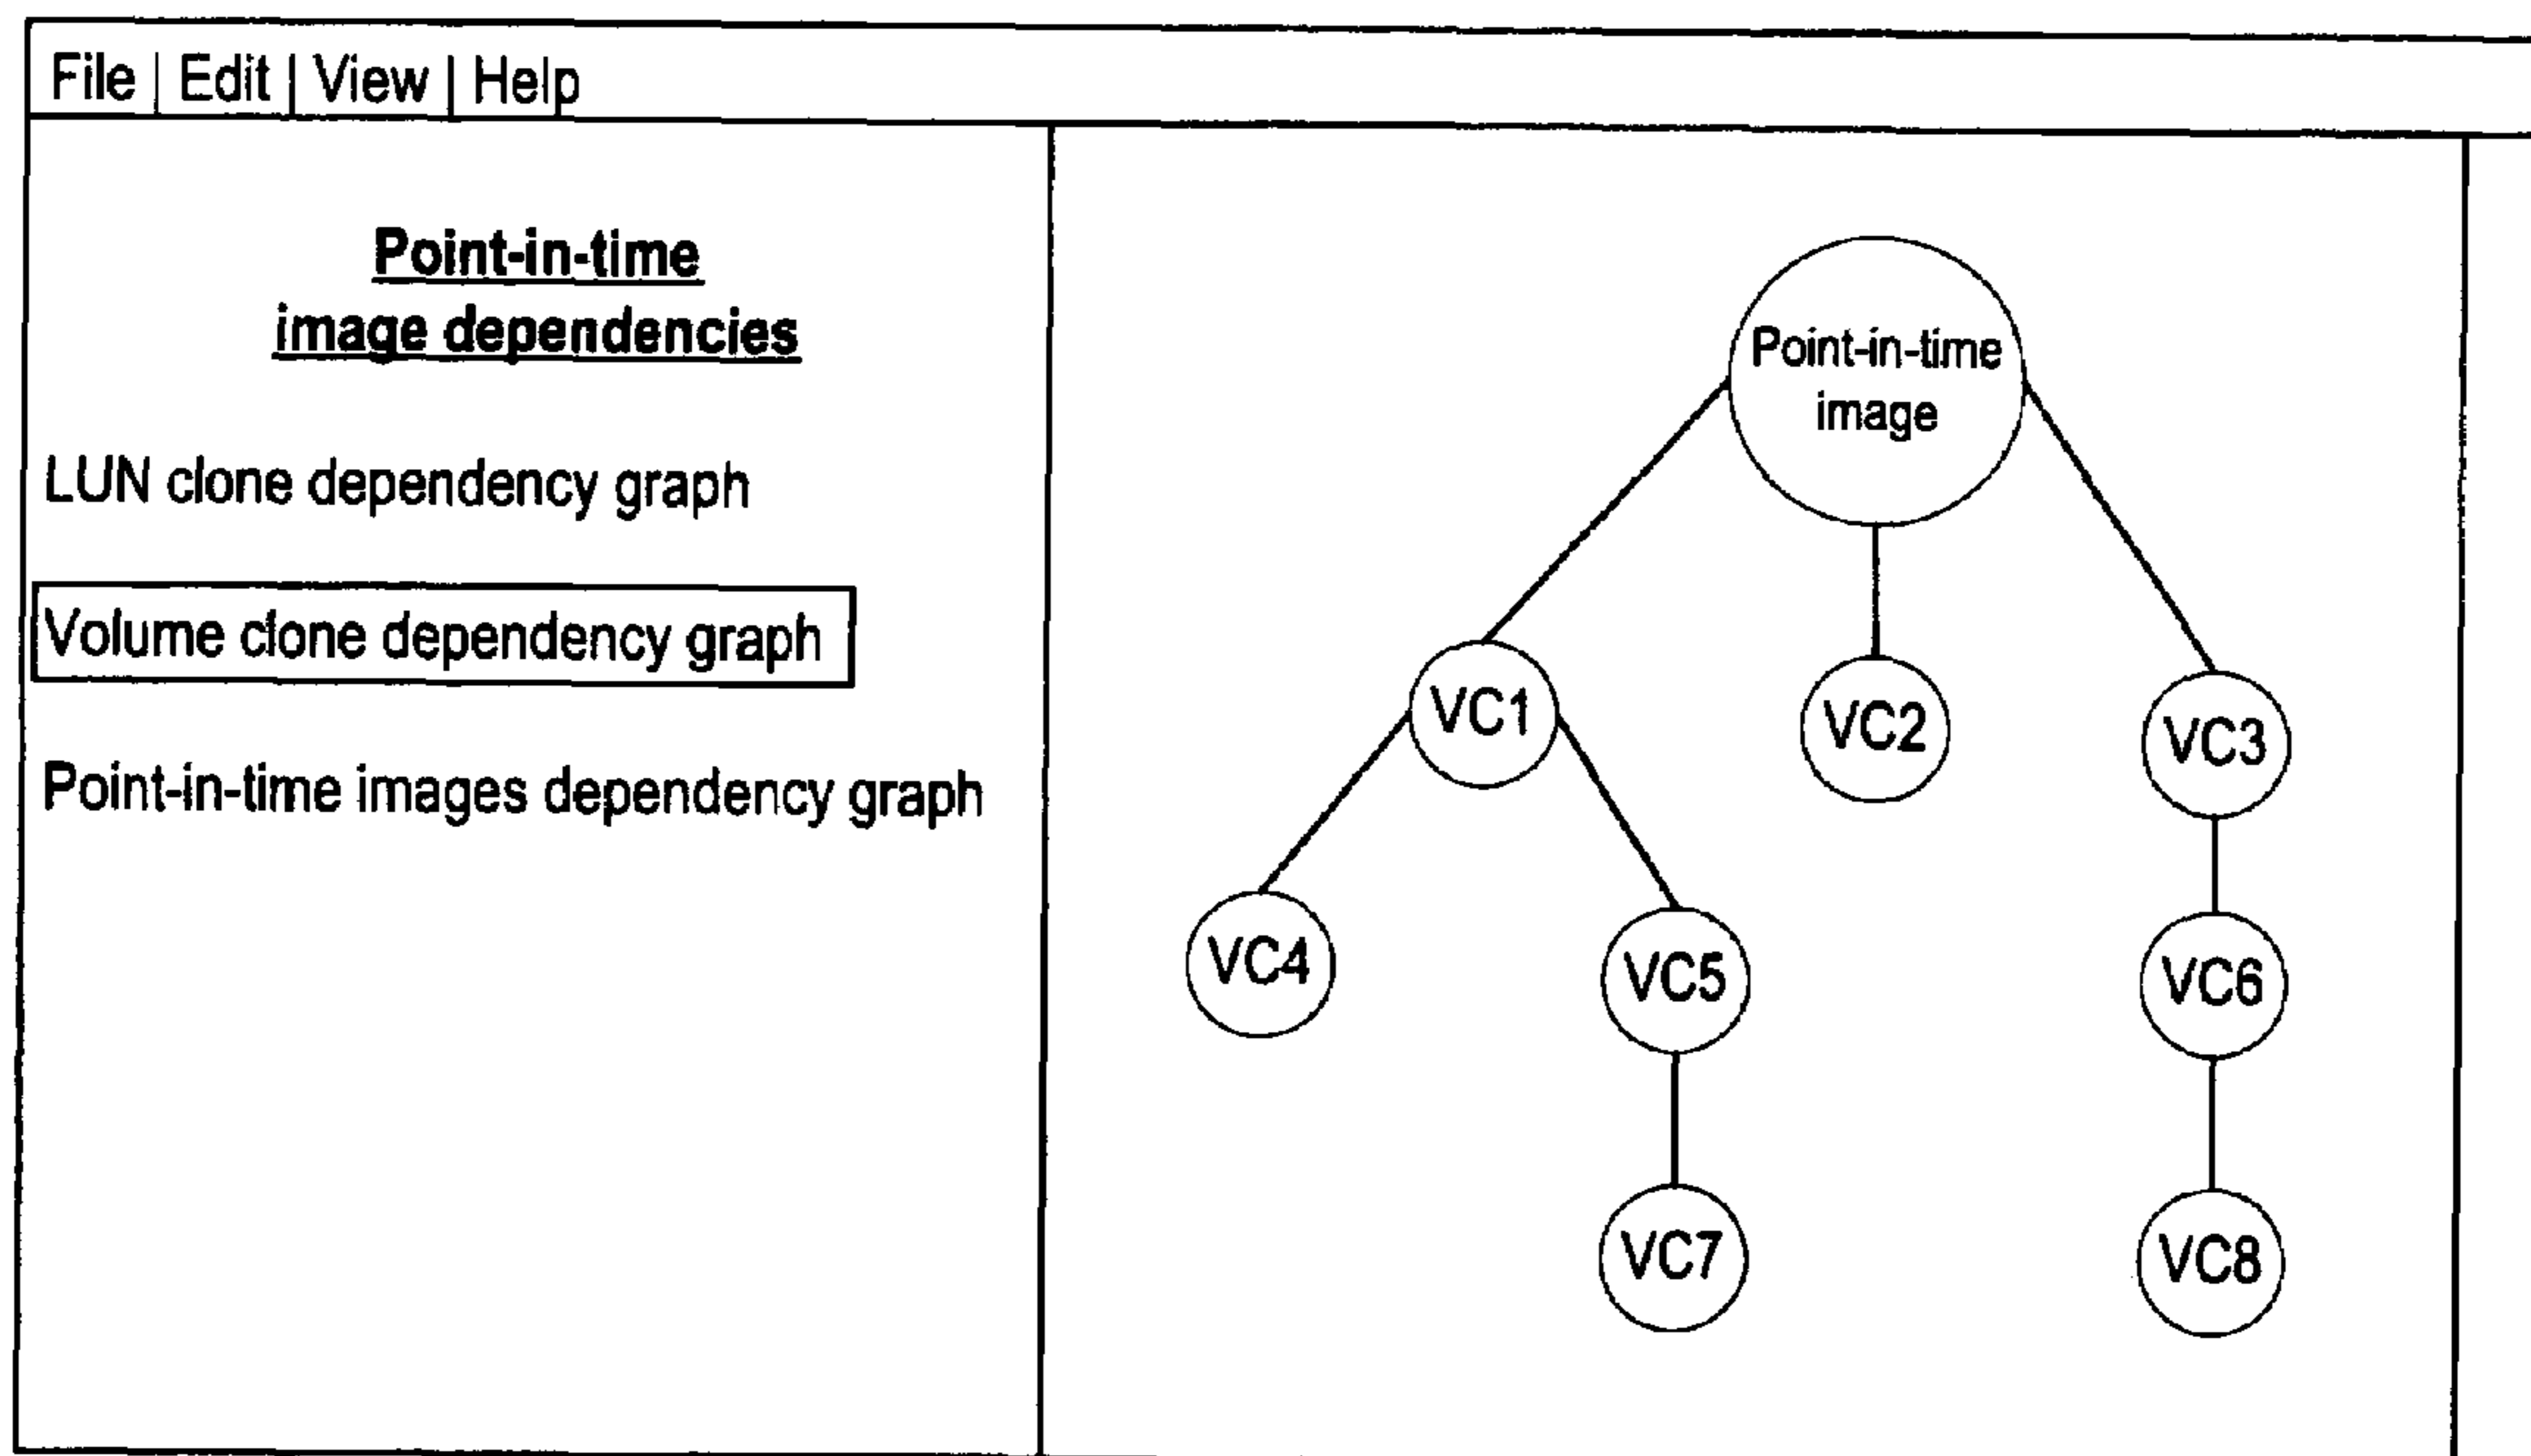 File | Edit | View | Help
Point-in-time
image dependencies
LUN clone dependency graph
Volume clone dependency graph
Point-in-time images dependency graph
Point-in-time
image
VC1
VC2
VC3
VC4
VC5
VC6
VC7
VC8